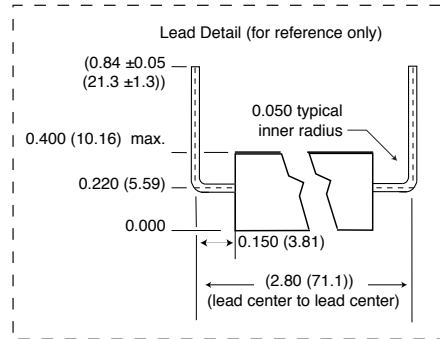 Lead Detail (for reference only)
(0.84 ±0.05
(21.3 ±1.3))
0.050 typical
inner radius
0.400 (10.16) max.
0.220 (5.59)
0.000
0.150 (3.81)
(2.80 (71.1))
(lead center to lead center)